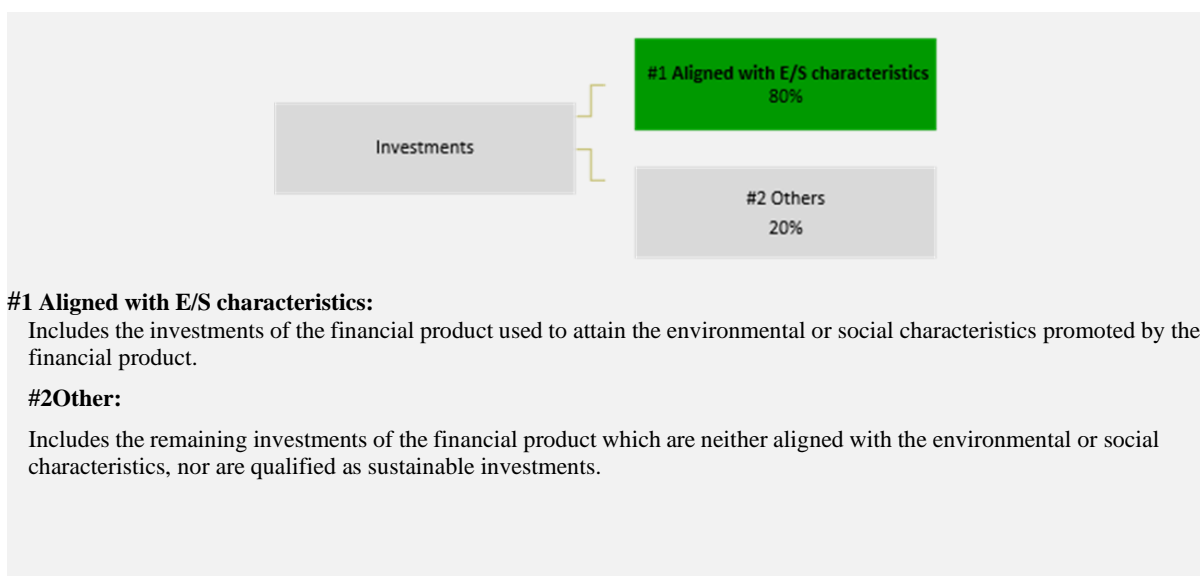 #1 Aligned with E/S characteristics
80%
Investments
#2 Others
20%
#1 Aligned with E/S characteristics:
Includes the investments of the financial product used to attain the environmental or social characteristics promoted by the
financial product.
#2Other:
Includes the remaining investments of the financial product which are neither aligned with the environmental or social
characteristics, nor are qualified as sustainable investments.